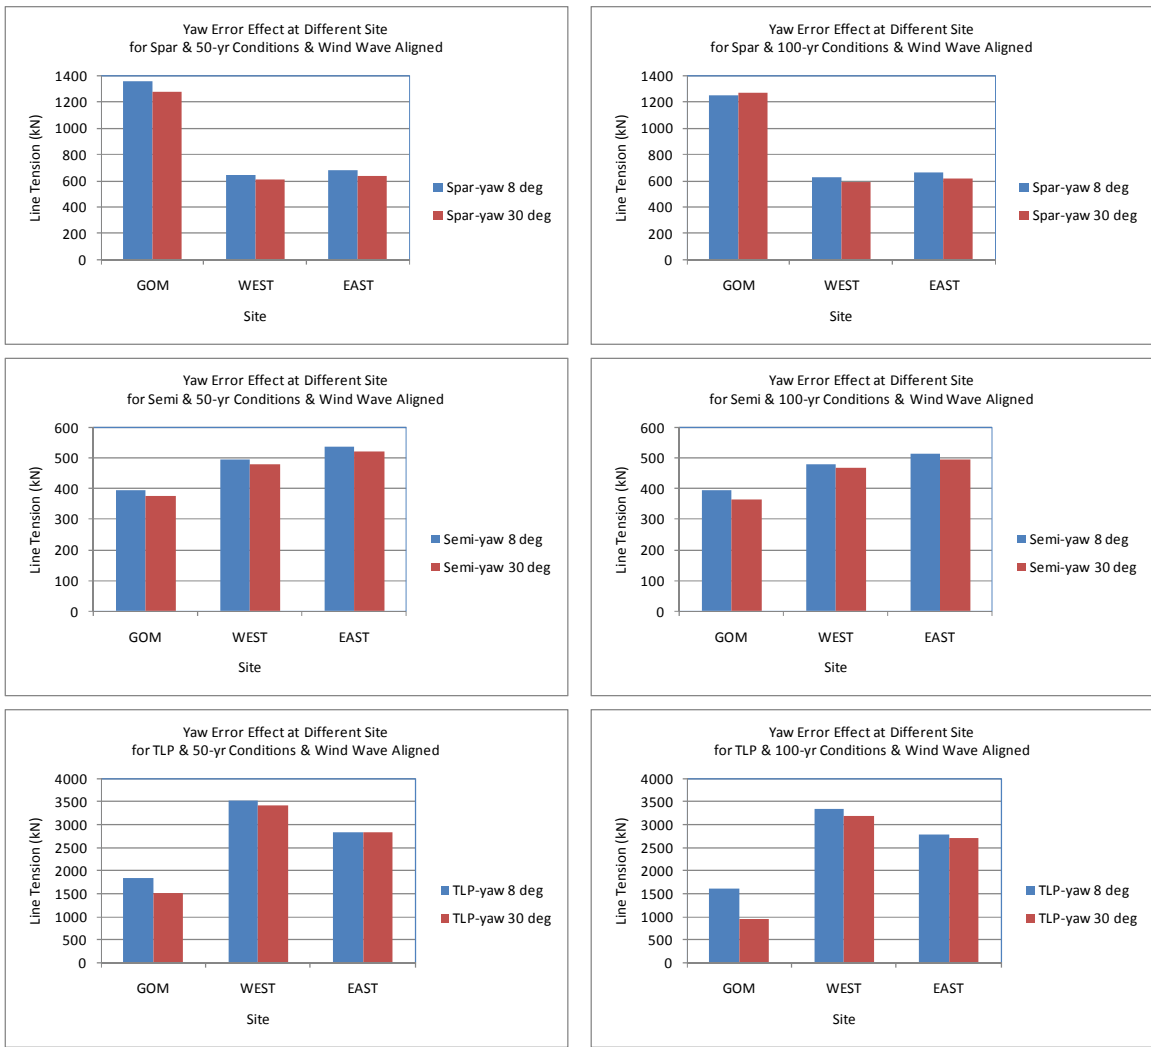 Yaw Error Effect at Different Site
for Spar & 50-yr Conditions & Wind Wave Aligned
Line Tension (kN)
1400
1200
1000
800
600
400
200
0
GOM WEST EAST
Site
Spar-yaw 8 deg
Spar-yaw 30 deg
Yaw Error Effect at Different Site
for Spar & 100-yr Conditions & Wind Wave Aligned
Line Tension (kN)
1400
1200
1000
800
600
400
200
0
GOM WEST EAST
Site
Spar-yaw 8 deg
Spar-yaw 30 deg
Yaw Error Effect at Different Site
for Semi & 50-yr Conditions & Wind Wave Aligned
Line Tension (kN)
600
500
400
300
200
100
0
GOM WEST EAST
Site
Semi-yaw 8 deg
Semi-yaw 30 deg
Yaw Error Effect at Different Site
for Semi & 100-yr Conditions & Wind Wave Aligned
Line Tension (kN)
600
500
400
300
200
100
0
GOM WEST EAST
Site
Semi-yaw 8 deg
Semi-yaw 30 deg
Yaw Error Effect at Different Site
for TLP & 50-yr Conditions & Wind Wave Aligned
Line Tension (kN)
4000
3500
3000
2500
2000
1500
1000
500
0
GOM WEST EAST
Site
TLP-yaw 8 deg
TLP-yaw 30 deg
Yaw Error Effect at Different Site
for TLP & 100-yr Conditions & Wind Wave Aligned
Line Tension (kN)
4000
3500
3000
2500
2000
1500
1000
500
0
GOM WEST EAST
Site
TLP-yaw 8 deg
TLP-yaw 30 deg